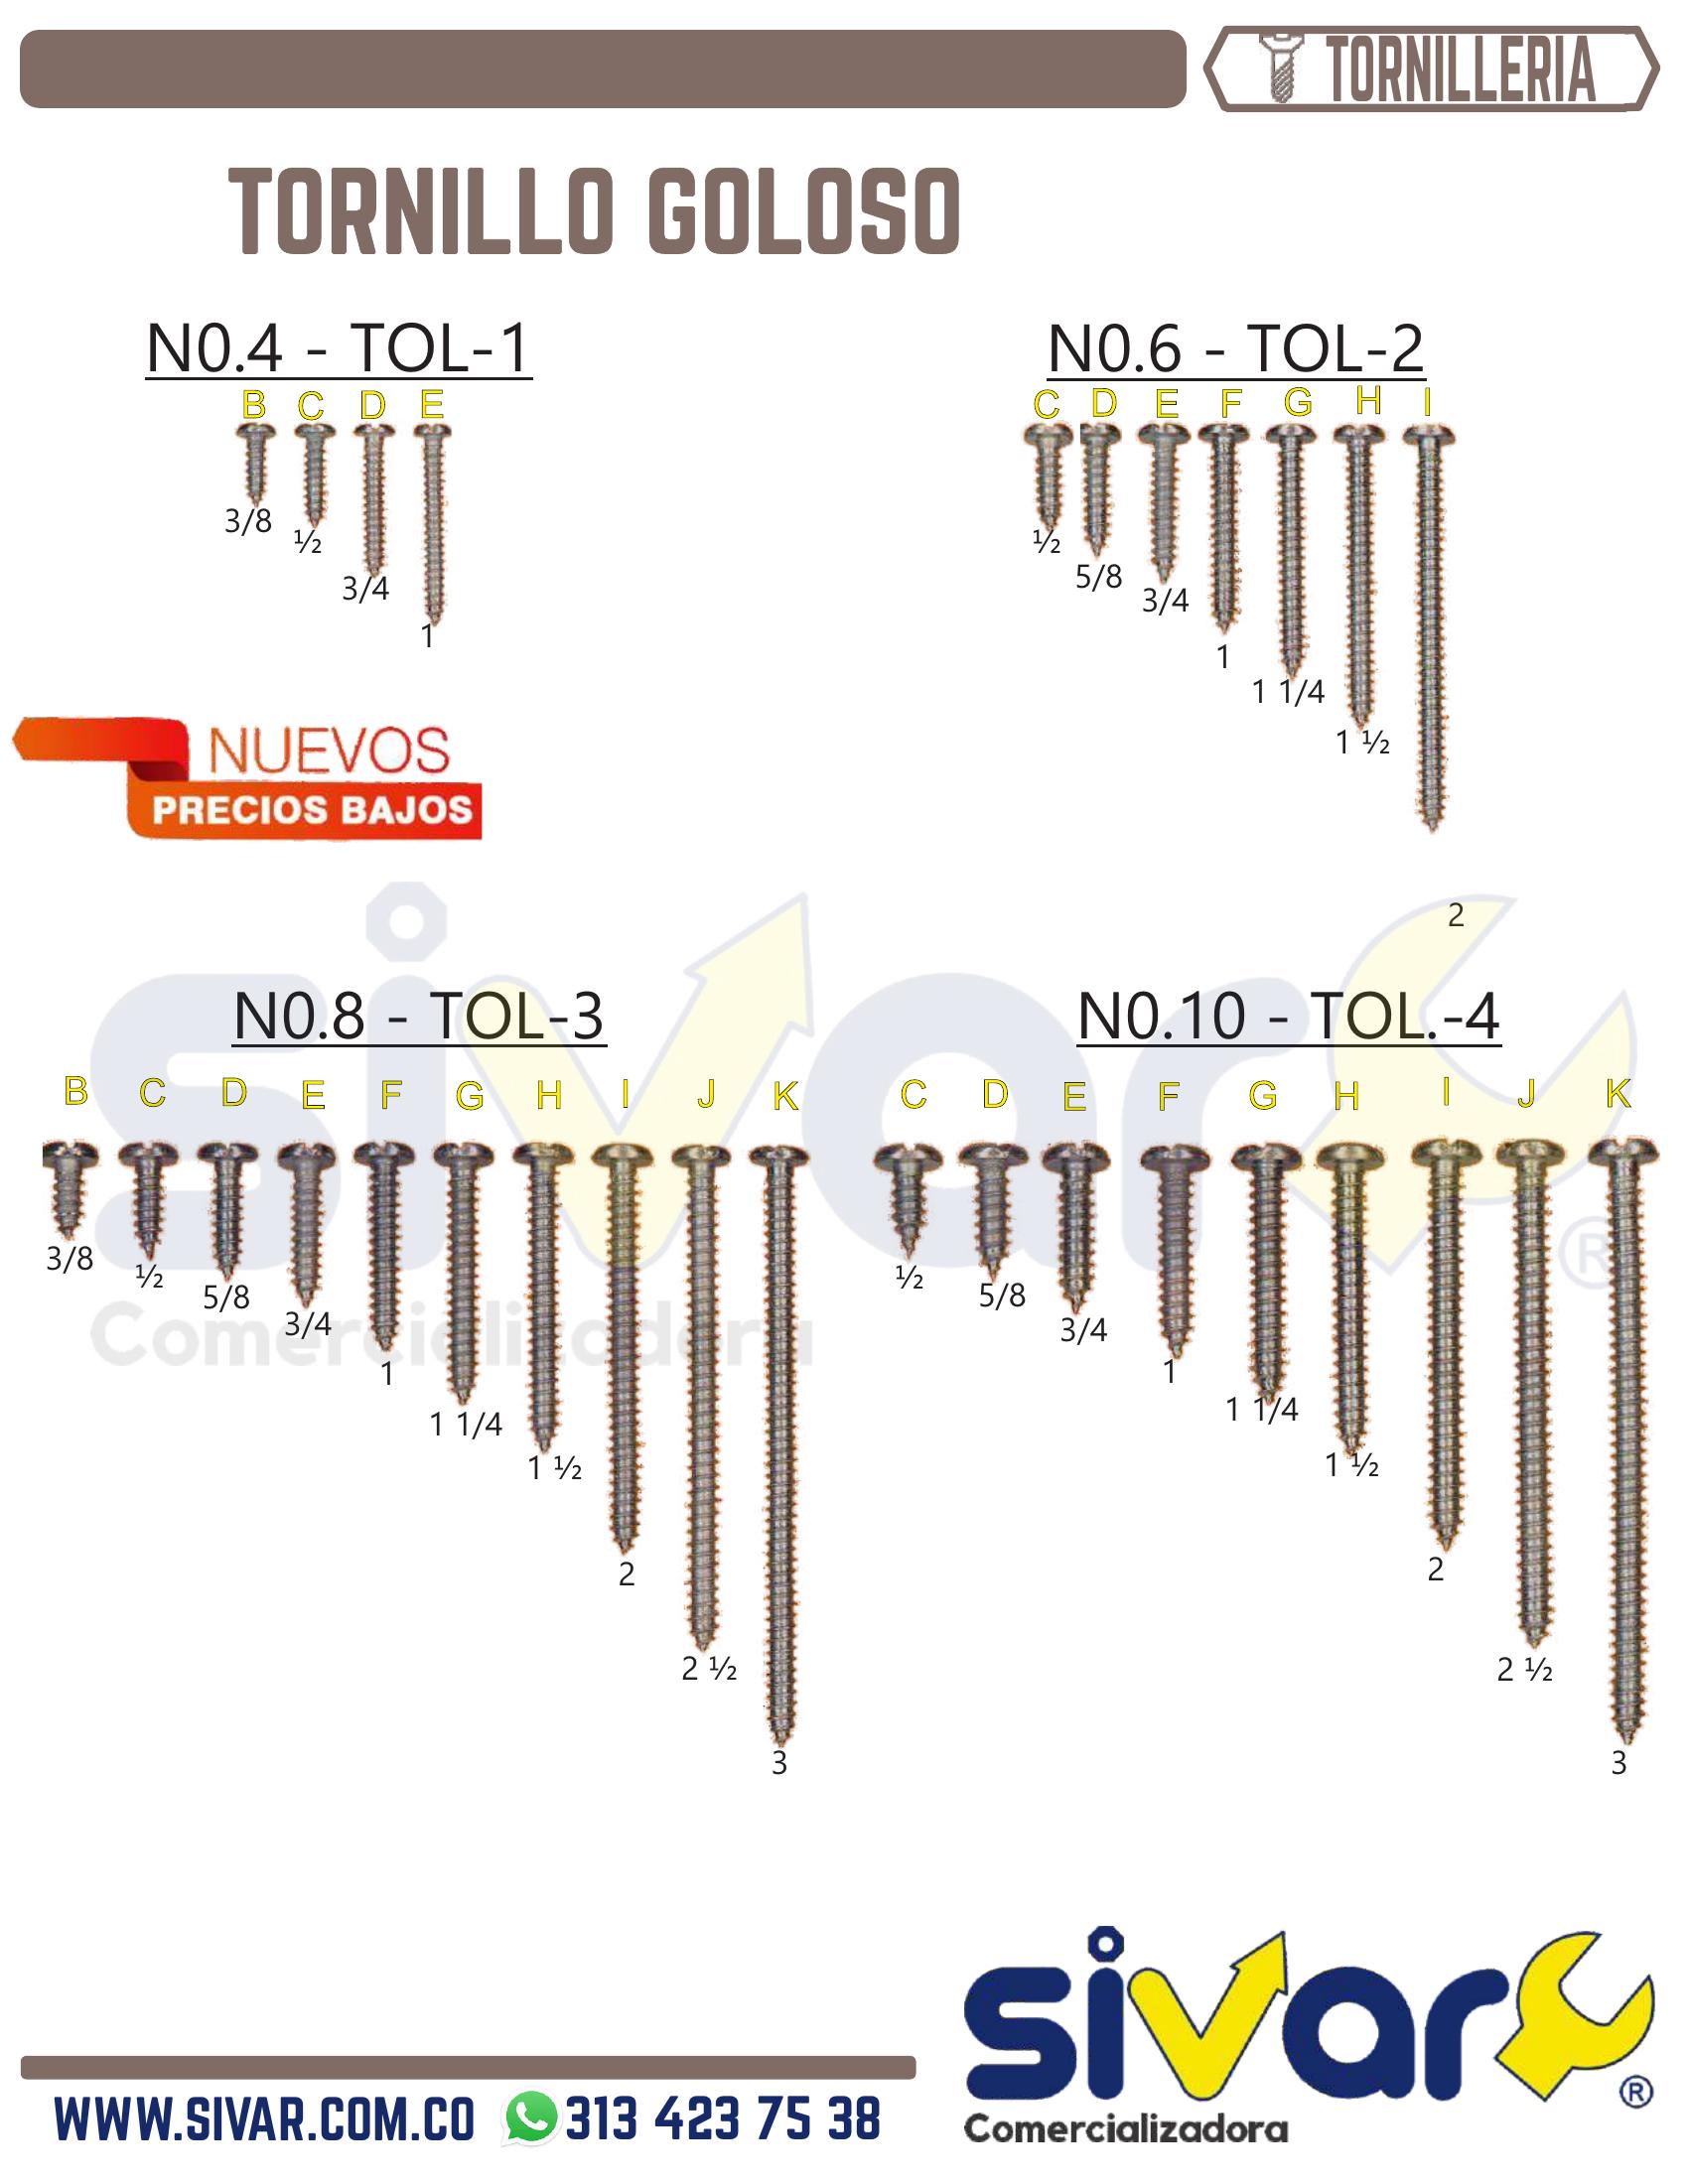 TORNILLERIA
TORNILLO GOLOSO
N0.4 - TOL-1
B C D E
3/8
½
3/4
1
N0.6 - TOL-2
C D E F G H I
½
5/8
3/4
1
1 1/4
1 ½
2
NUEVOS
PRECIOS BAJOS
sivar
Comercializadora
®
N0.8 - TOL-3
B C D E F G H I J K
3/8
½
5/8
3/4
1
1 1/4
1 ½
2
2 ½
3
N0.10 - TOL.-4
C D E F G H I J K
½
5/8
3/4
1
1 1/4
1 ½
2
2 ½
3
WWW.SIVAR.COM.CO 313 423 75 38
sivar
®
Comercializadora